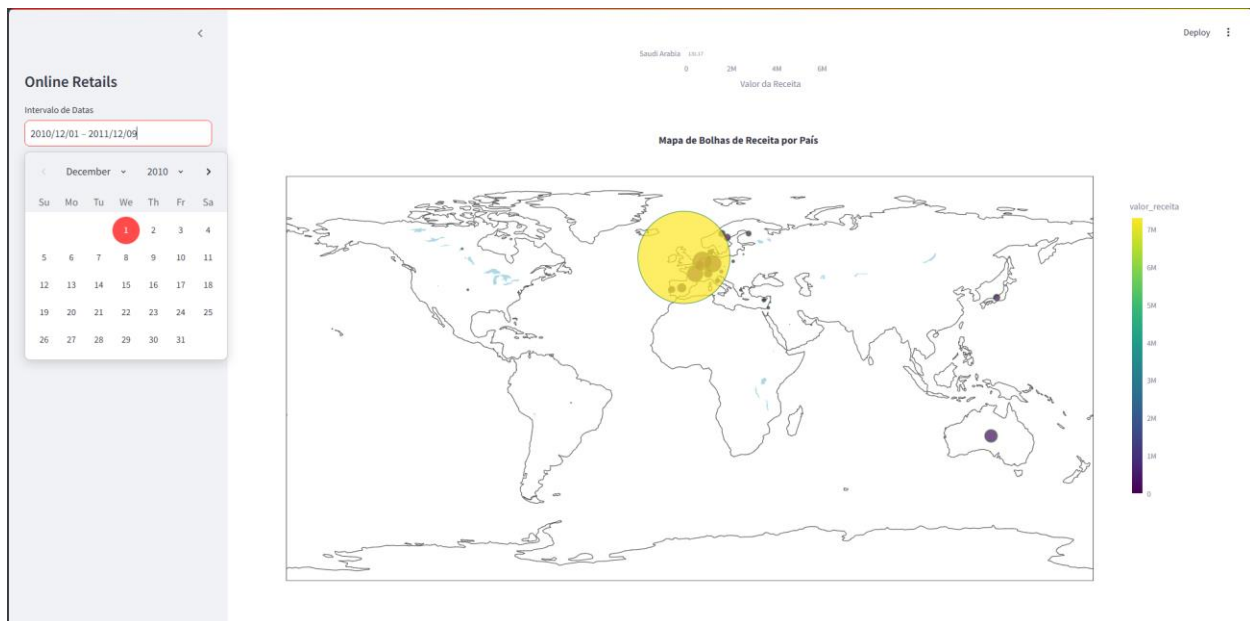 Deploy
Online Retails
Intervalo de Datas
2010/12/01 – 2011/12/09
December 2010
Su Mo Tu We Th Fr Sa
1 2 3 4
5 6 7 8 9 10 11
12 13 14 15 16 17 18
19 20 21 22 23 24 25
26 27 28 29 30 31
Saudi Arabia
0 2M 4M 6M
Valor da Receita
Mapa de Bolhas de Receita por País
valor_receita
7M
6M
5M
4M
3M
2M
1M
0